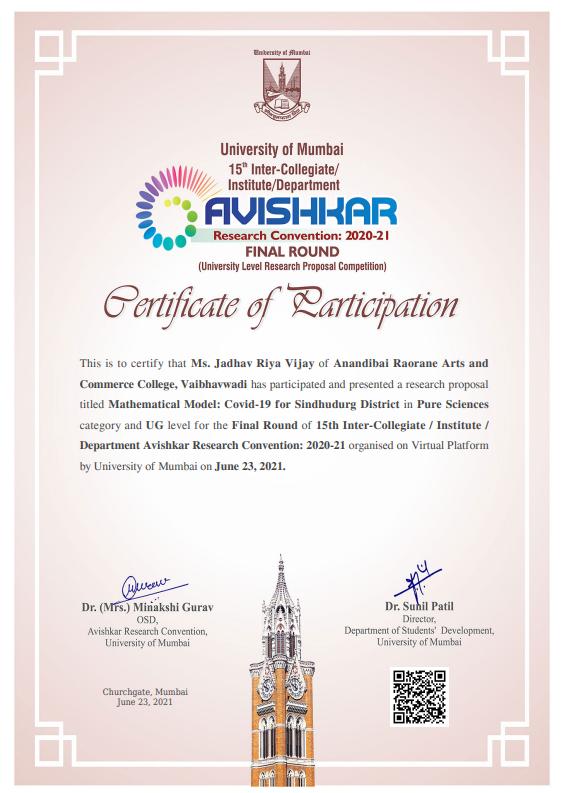 University of Mumbai
University of Mumbai
15th Inter-Collegiate/
Institute/Department
AVISHKAR
Research Convention: 2020-21
FINAL ROUND
(University Level Research Proposal Competition)
Certificate of Participation
This is to certify that Ms. Jadhav Riya Vijay of Anandibai Raorane Arts and
Commerce College, Vaibhavwadi has participated and presented a research proposal
titled Mathematical Model: Covid-19 for Sindhudurg District in Pure Sciences
category and UG level for the Final Round of 15th Inter-Collegiate / Institute /
Department Avishkar Research Convention: 2020-21 organised on Virtual Platform
by University of Mumbai on June 23, 2021.
Dr. (Mrs.) Minakshi Gurav
OSD,
Avishkar Research Convention,
University of Mumbai
Dr. Sunil Patil
Director,
Department of Students' Development,
University of Mumbai
Churchgate, Mumbai
June 23, 2021